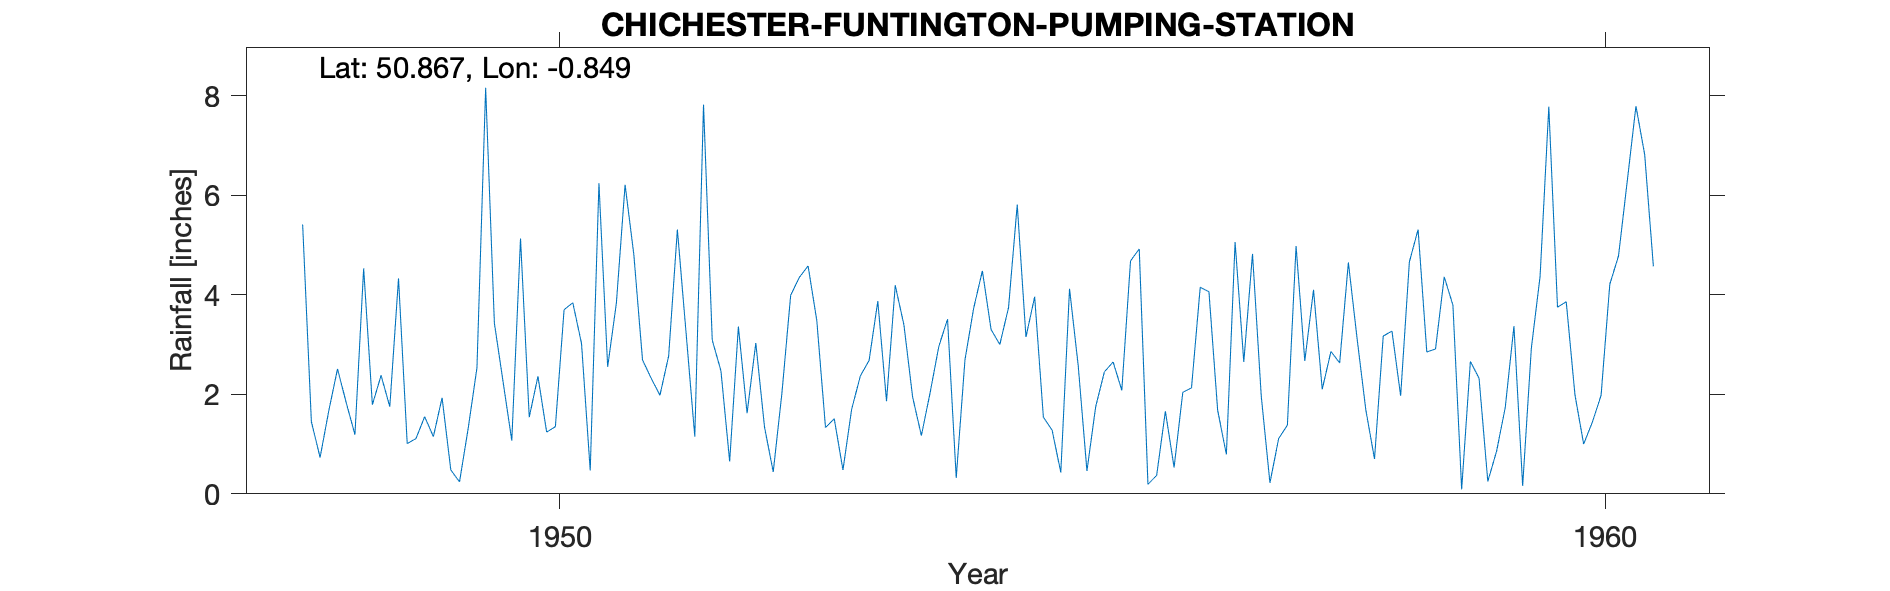 CHICHESTER-FUNTINGTON-PUMPING-STATION
Lat: 50.867, Lon: -0.849
8
6
4
2
0
Rainfall [inches]
1950
1960
Year